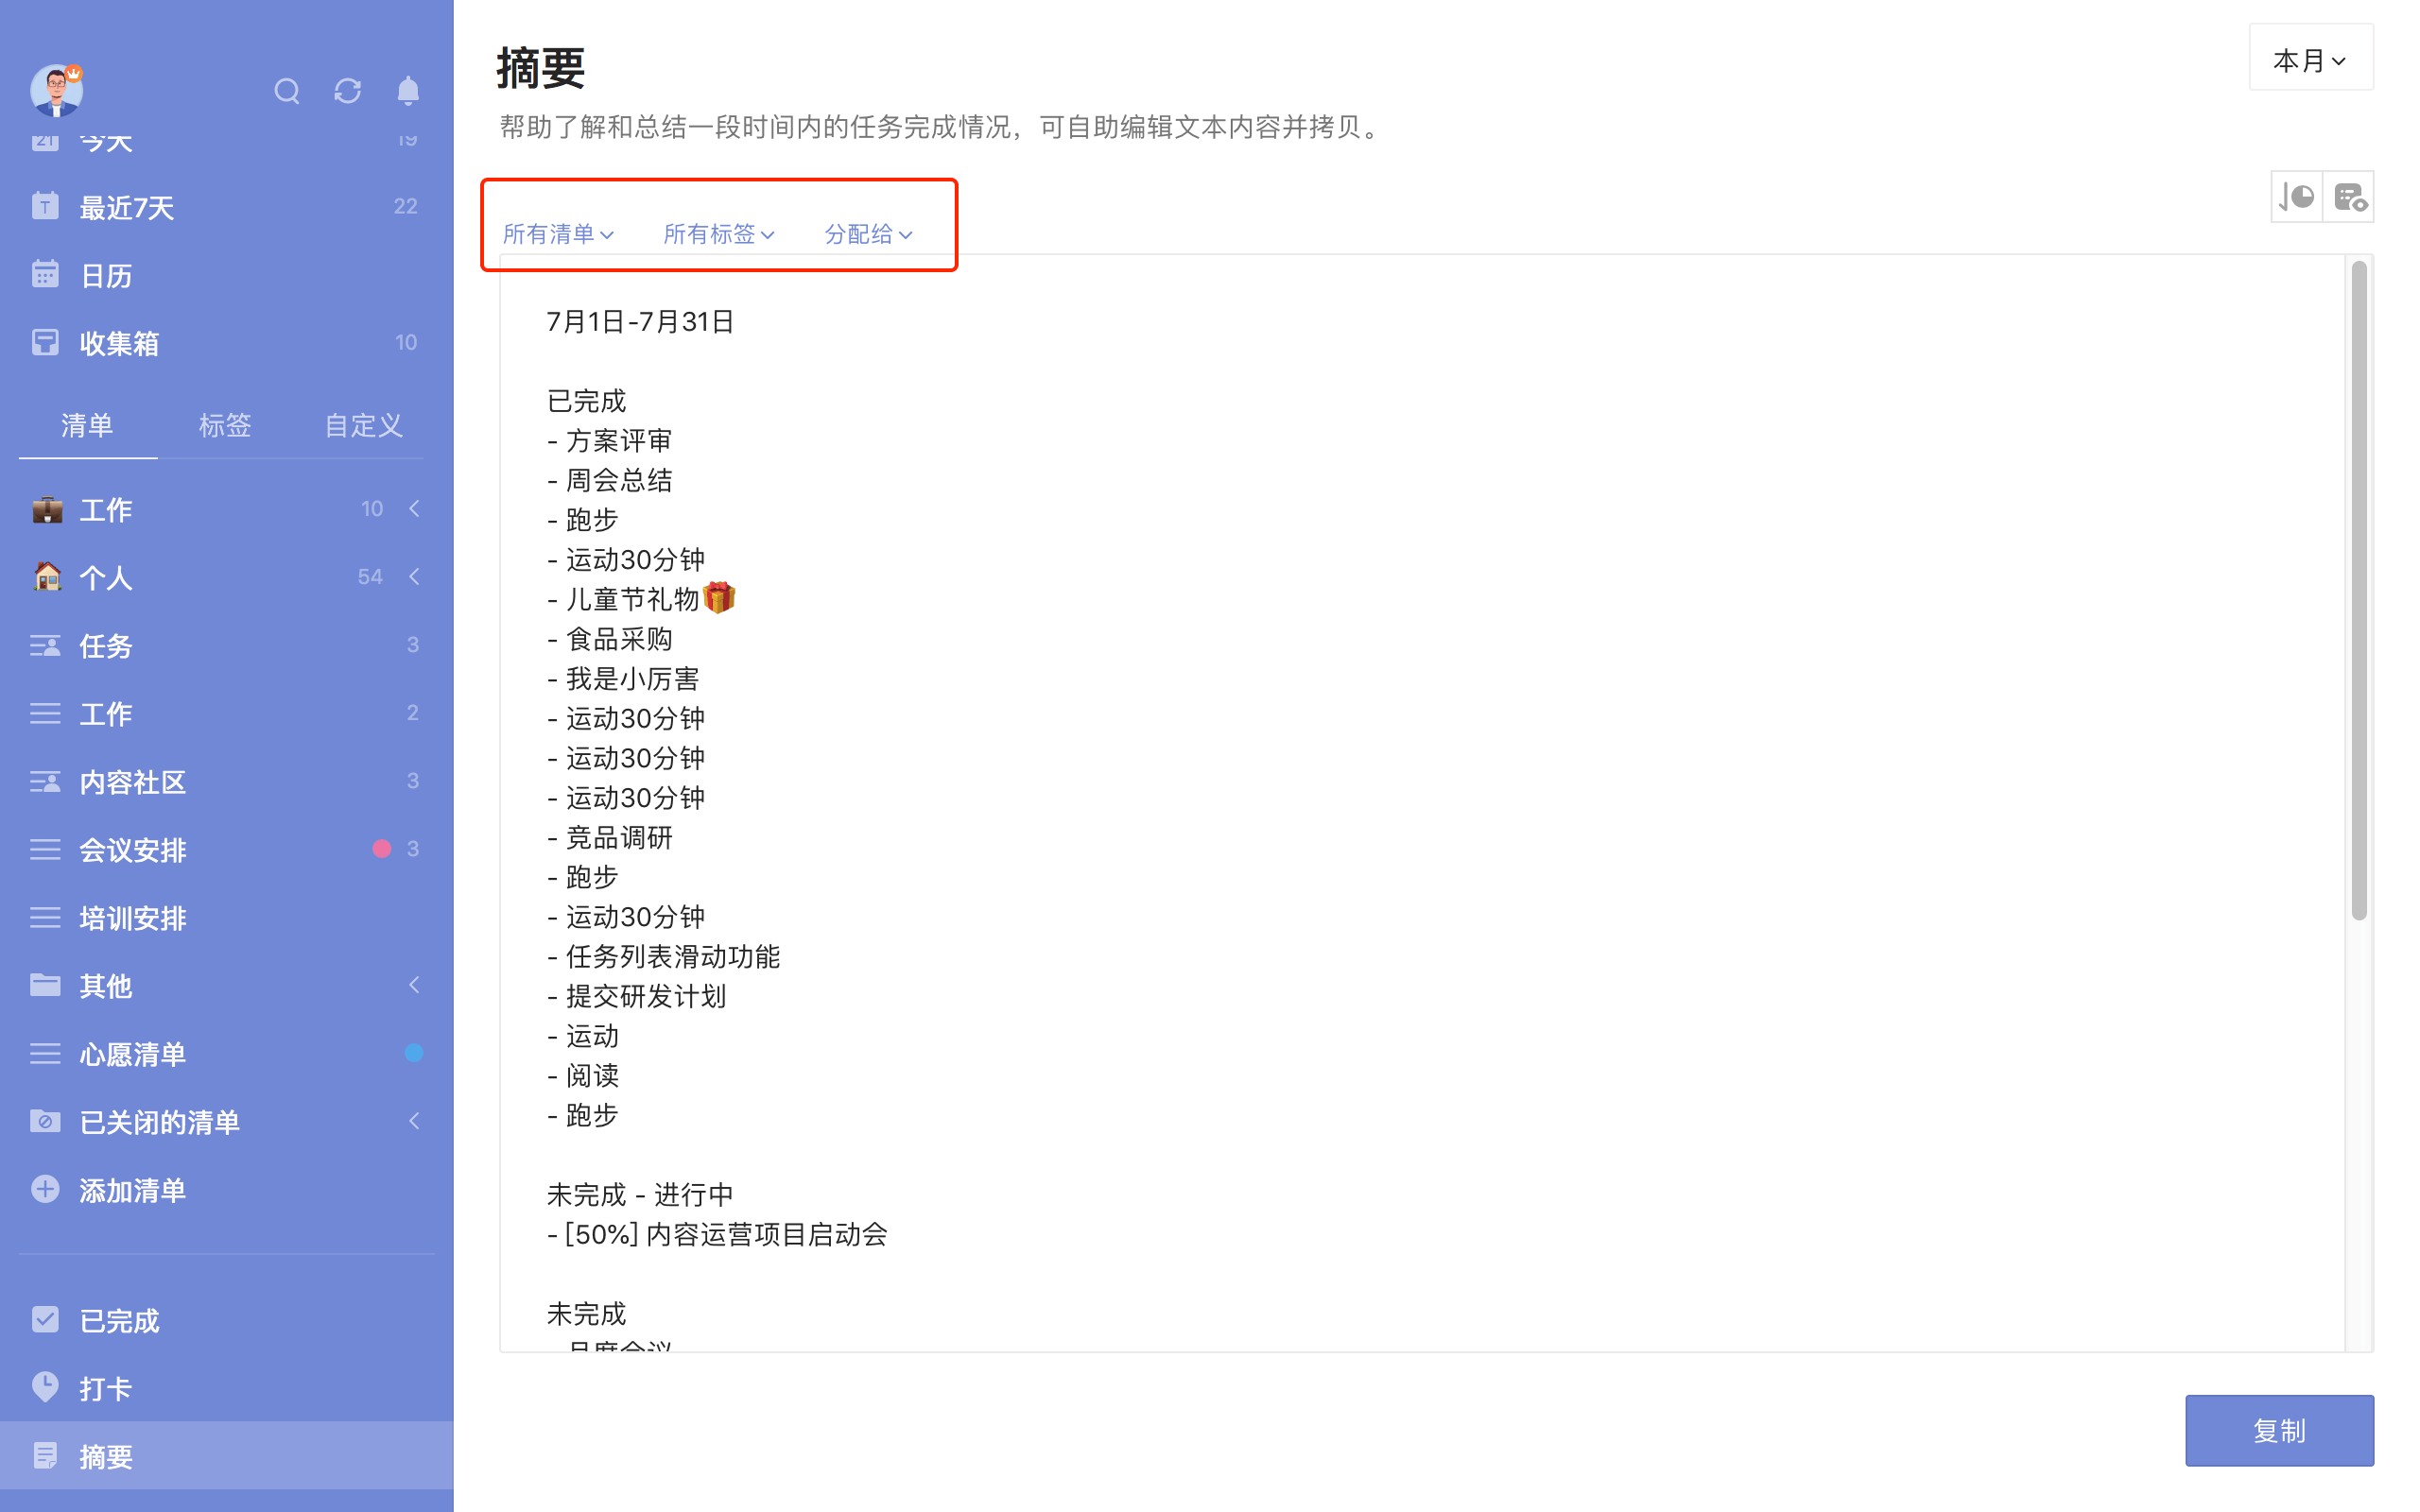 21 今天 19
T 最近7天 22
日历
收集箱 10
清单 标签 自定义
工作 10
个人 54
任务 3
工作 2
内容社区 3
会议安排 3
培训安排
其他
心愿清单
已关闭的清单
添加清单
已完成
打卡
摘要
摘要
本月
帮助了解和总结一段时间内的任务完成情况，可自助编辑文本内容并拷贝。
所有清单 所有标签 分配给
7月1日-7月31日
已完成
- 方案评审
- 周会总结
- 跑步
- 运动30分钟
- 儿童节礼物🎁
- 食品采购
- 我是小厉害
- 运动30分钟
- 运动30分钟
- 运动30分钟
- 竞品调研
- 跑步
- 运动30分钟
- 任务列表滑动功能
- 提交研发计划
- 运动
- 阅读
- 跑步
未完成 - 进行中
- [50%] 内容运营项目启动会
未完成
- 月度会议
复制